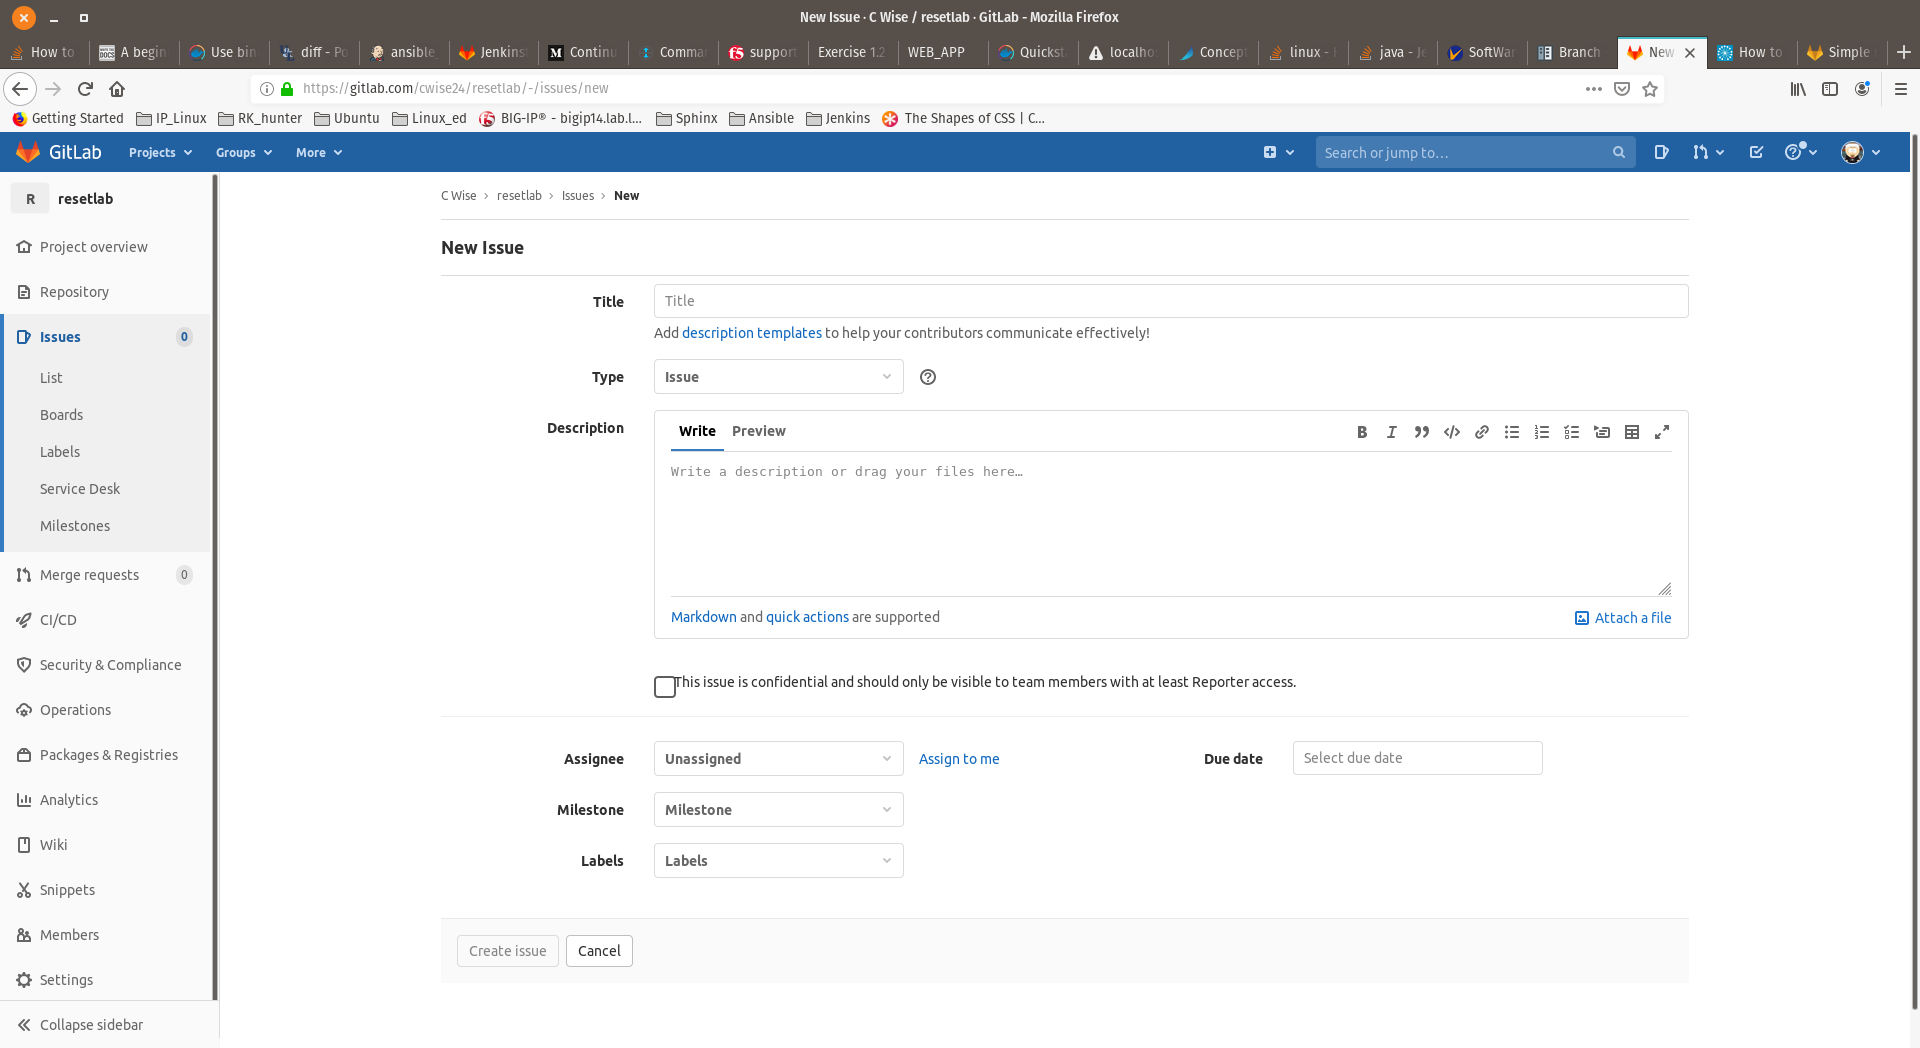 New Issue · C Wise / resetlab · GitLab - Mozilla Firefox
How to
A begin
Use bin
diff - Po
ansible
Jenkins
Continu
Comma
support
Exercise 1.2
WEB_APP
Quickst
localho
Concept
linux -
java - Je
SoftWa
Branch
New
How to
Simple
https://gitlab.com/cwise24/resetlab/-/issues/new
Getting Started
IP_Linux
RK_hunter
Ubuntu
Linux_ed
BIG-IP® - bigip14.lab.l...
Sphinx
Ansible
Jenkins
The Shapes of CSS | C...
GitLab
Projects
Groups
More
Search or jump to...
R resetlab
Project overview
Repository
Issues 0
List
Boards
Labels
Service Desk
Milestones
Merge requests 0
CI/CD
Security & Compliance
Operations
Packages & Registries
Analytics
Wiki
Snippets
Members
Settings
Collapse sidebar
C Wise > resetlab > Issues > New
New Issue
Title
Title
Add description templates to help your contributors communicate effectively!
Type
Issue
Description
Write Preview
Write a description or drag your files here…
Markdown and quick actions are supported
Attach a file
This issue is confidential and should only be visible to team members with at least Reporter access.
Assignee
Unassigned
Assign to me
Due date
Select due date
Milestone
Milestone
Labels
Labels
Create issue
Cancel